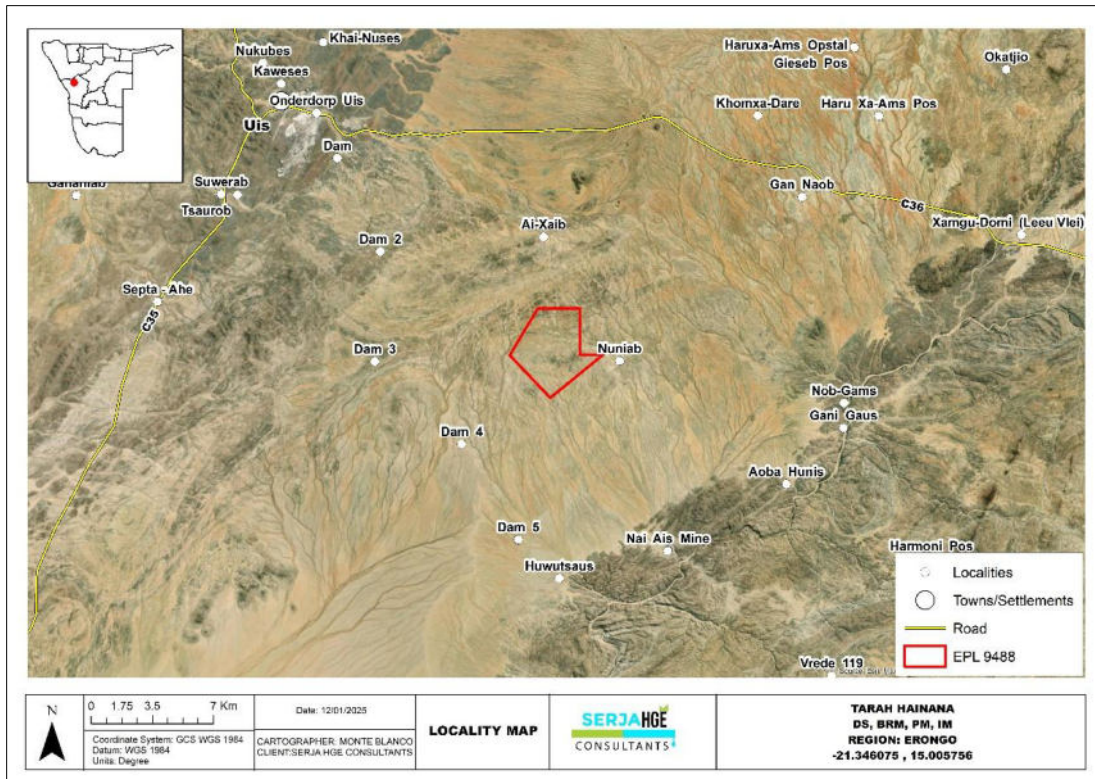 Khai-Nuses
Nukubes
Kaweses
Onderdorp Uis
Uis
Dam
Haruxa-Ams Opstal
Gieseb Pos
Okatjio
Khomxa-Dare
Haru Xa-Ams Pos
Suwerab
Tsaurob
Gan Naob
C36
Xamgu-Domi (Leeu Vlei)
Ai-Xaib
Dam 2
Septa - Ahe
C35
Dam 3
Nuniab
Nob-Gams
Gani Gaus
Dam 4
Aoba Hunis
Dam 5
Nai Ais Mine
Huwutsaus
Harmoni Pos
Localities
Towns/Settlements
Road
EPL 9488
Vrede 119
N
0 1.75 3.5 7 Km
Coordinate System: GCS WGS 1984
Datum: WGS 1984
Units: Degree
Date: 12/01/2025
CARTOGRAPHER: MONTE BLANCO
CLIENT:SERJA HGE CONSULTANTS
LOCALITY MAP
SERJA HGE
CONSULTANTS
TARAH HAINANA
DS, BRM, PM, IM
REGION: ERONGO
-21.346075 , 15.005756